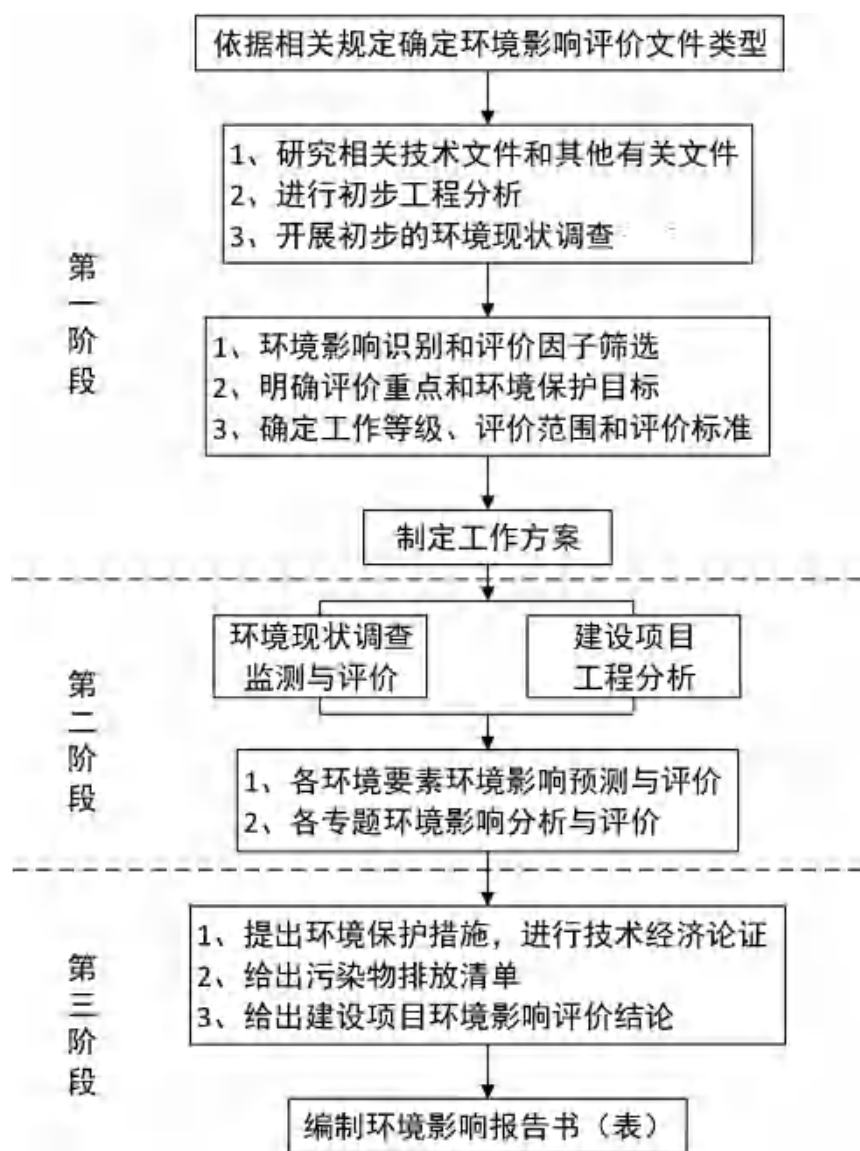 依据相关规定确定环境影响评价文件类型
1、研究相关技术文件和其他有关文件
2、进行初步工程分析
3、开展初步的环境现状调查
第一阶段
1、环境影响识别和评价因子筛选
2、明确评价重点和环境保护目标
3、确定工作等级、评价范围和评价标准
制定工作方案
环境现状调查
监测与评价
建设项目
工程分析
第二阶段
1、各环境要素环境影响预测与评价
2、各专题环境影响分析与评价
第三阶段
1、提出环境保护措施，进行技术经济论证
2、给出污染物排放清单
3、给出建设项目环境影响评价结论
编制环境影响报告书（表）